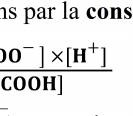 ns par la cons
OO⁻ ] ×[H⁺]
COOH]